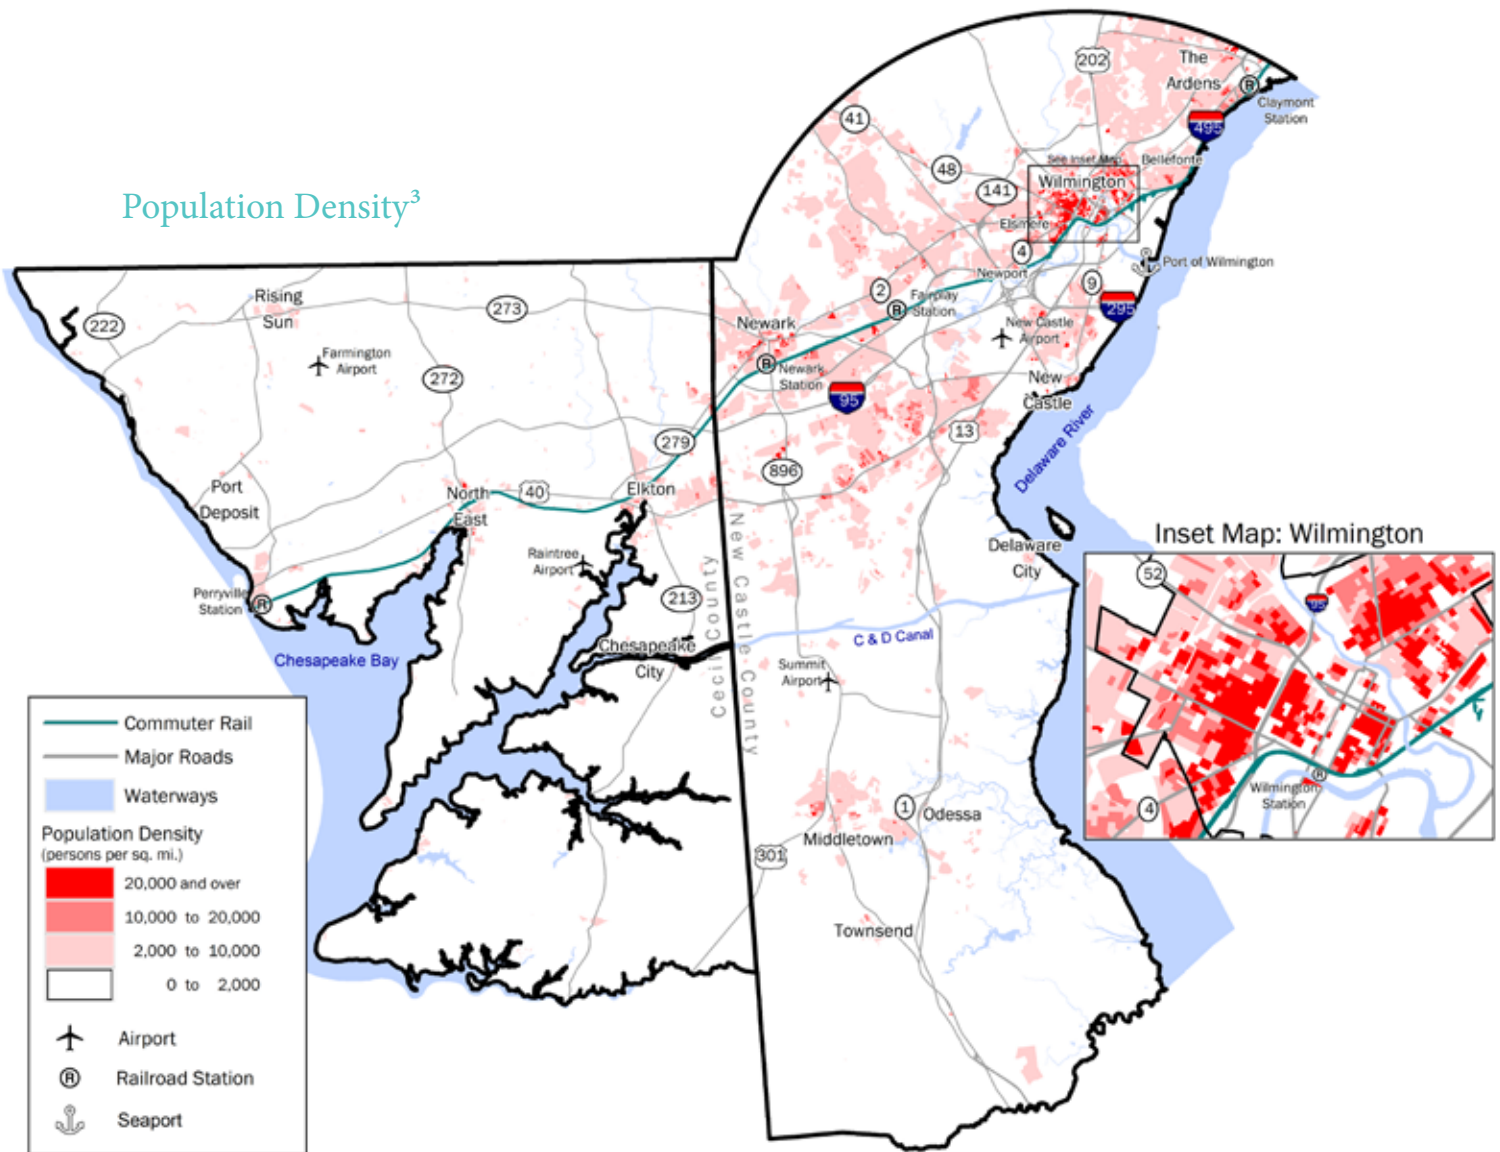 Population Density³
202
The
Ardens
R
Claymont
Station
495
41
48
141
See Inset Map
Wilmington
Bellefonte
Elsmere
4
Newport
Port of Wilmington
9
295
2
R
Fairplay
Station
New Castle
Airport
Newark
R
Newark
Station
95
New
Castle
Delaware River
13
896
Rising
Sun
273
222
Farmington
Airport
272
279
Port
Deposit
North
East
40
Elkton
Raintree
Airport
213
Perryville
Station
R
Chesapeake Bay
Chesapeake
City
Cecil County
New Castle County
Delaware
City
C & D Canal
Summit
Airport
1
Odessa
Middletown
301
Townsend
Inset Map: Wilmington
52
95
R
Wilmington
Station
4
Commuter Rail
Major Roads
Waterways
Population Density
(persons per sq. mi.)
20,000 and over
10,000 to 20,000
2,000 to 10,000
0 to 2,000
Airport
R
Railroad Station
Seaport